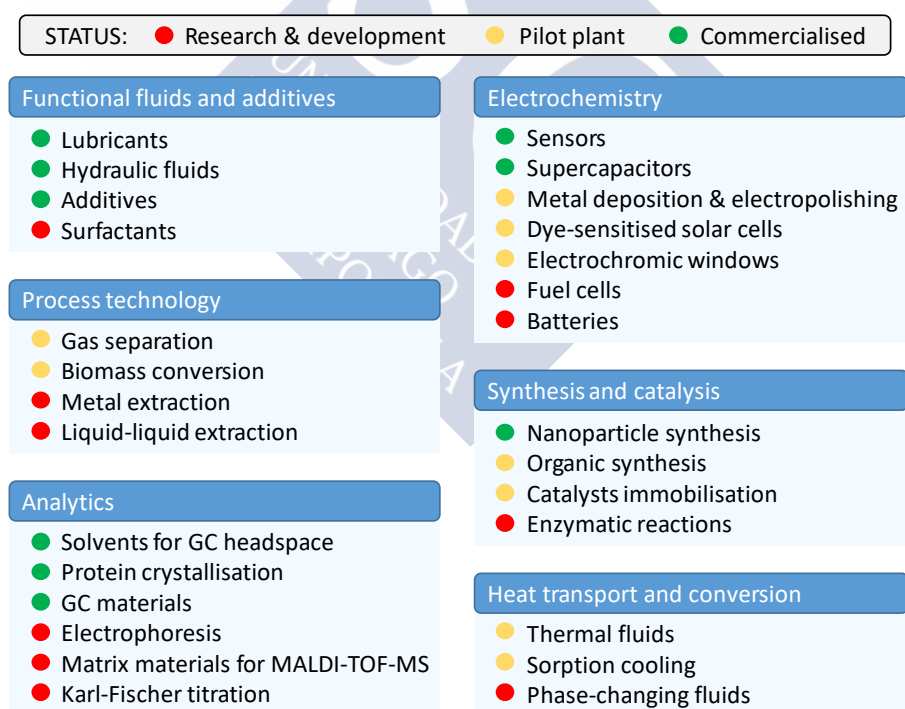 STATUS: Research & development Pilot plant Commercialised
Functional fluids and additives
Lubricants
Hydraulic fluids
Additives
Surfactants
Process technology
Gas separation
Biomass conversion
Metal extraction
Liquid-liquid extraction
Analytics
Solvents for GC headspace
Protein crystallisation
GC materials
Electrophoresis
Matrix materials for MALDI-TOF-MS
Karl-Fischer titration
Electrochemistry
Sensors
Supercapacitors
Metal deposition & electropolishing
Dye-sensitised solar cells
Electrochromic windows
Fuel cells
Batteries
Synthesis and catalysis
Nanoparticle synthesis
Organic synthesis
Catalysts immobilisation
Enzymatic reactions
Heat transport and conversion
Thermal fluids
Sorption cooling
Phase-changing fluids